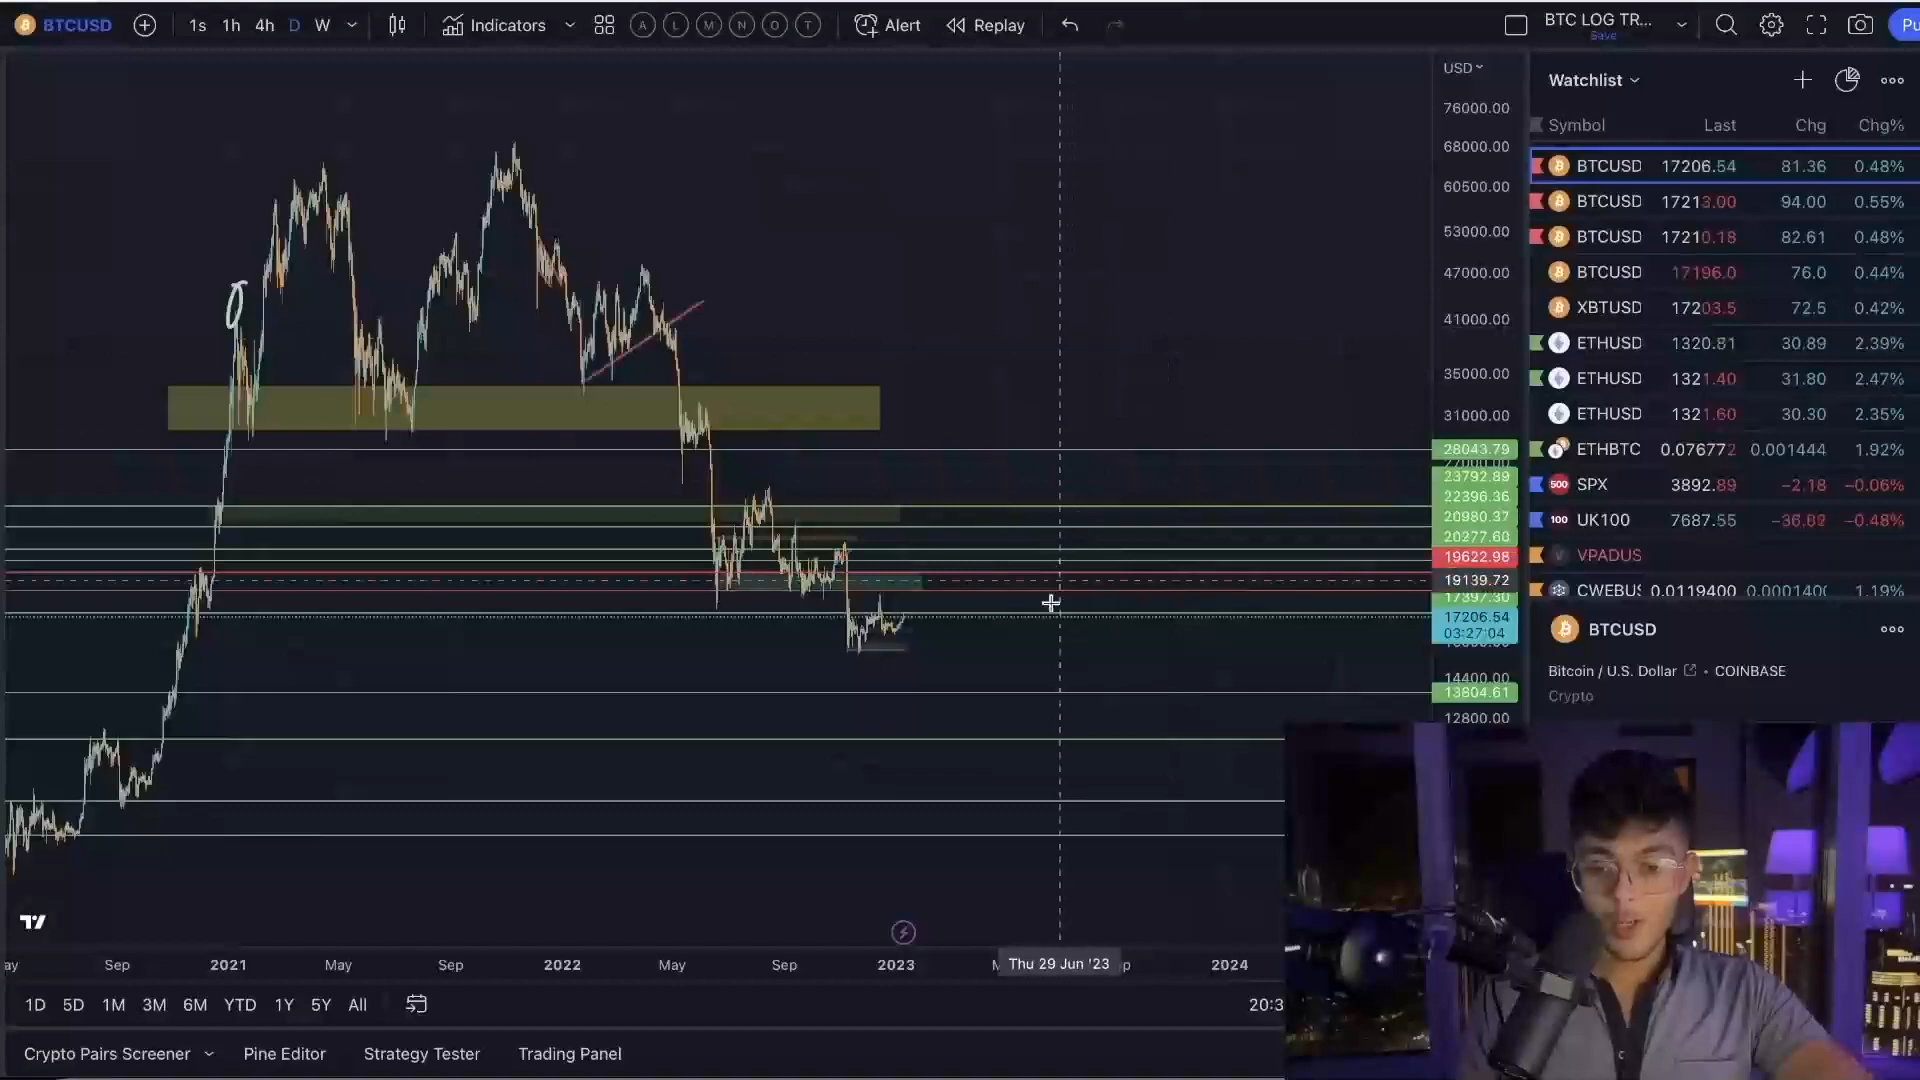 BTCUSD 1s 1h 4h D W Indicators A L M N O T Alert Replay BTC LOG TR... Save Pu
USD
76000.00
68000.00
60500.00
53000.00
47000.00
41000.00
35000.00
31000.00
28043.79
23792.89
22396.36
20980.37
20277.60
19622.98
19139.72
17397.30
17206.54
03:27:04
14400.00
13804.61
12800.00
Watchlist
Symbol Last Chg Chg%
BTCUSD 17206.54 81.36 0.48%
BTCUSD 17213.00 94.00 0.55%
BTCUSD 17210.18 82.61 0.48%
BTCUSD 17196.0 76.0 0.44%
XBTUSD 17203.5 72.5 0.42%
ETHUSD 1320.81 30.89 2.39%
ETHUSD 1321.40 31.80 2.47%
ETHUSD 1321.60 30.30 2.35%
ETHBTC 0.076772 0.001444 1.92%
500 SPX 3892.89 −2.18 −0.06%
100 UK100 7687.55 −0.48%
V VPADUS
CWEBUS 0.0119400 0.0001400 1.19%
BTCUSD
Bitcoin / U.S. Dollar • COINBASE
Crypto
ay Sep 2021 May Sep 2022 May Sep 2023 M Thu 29 Jun '23 p 2024
1D 5D 1M 3M 6M YTD 1Y 5Y All 20:3
Crypto Pairs Screener Pine Editor Strategy Tester Trading Panel